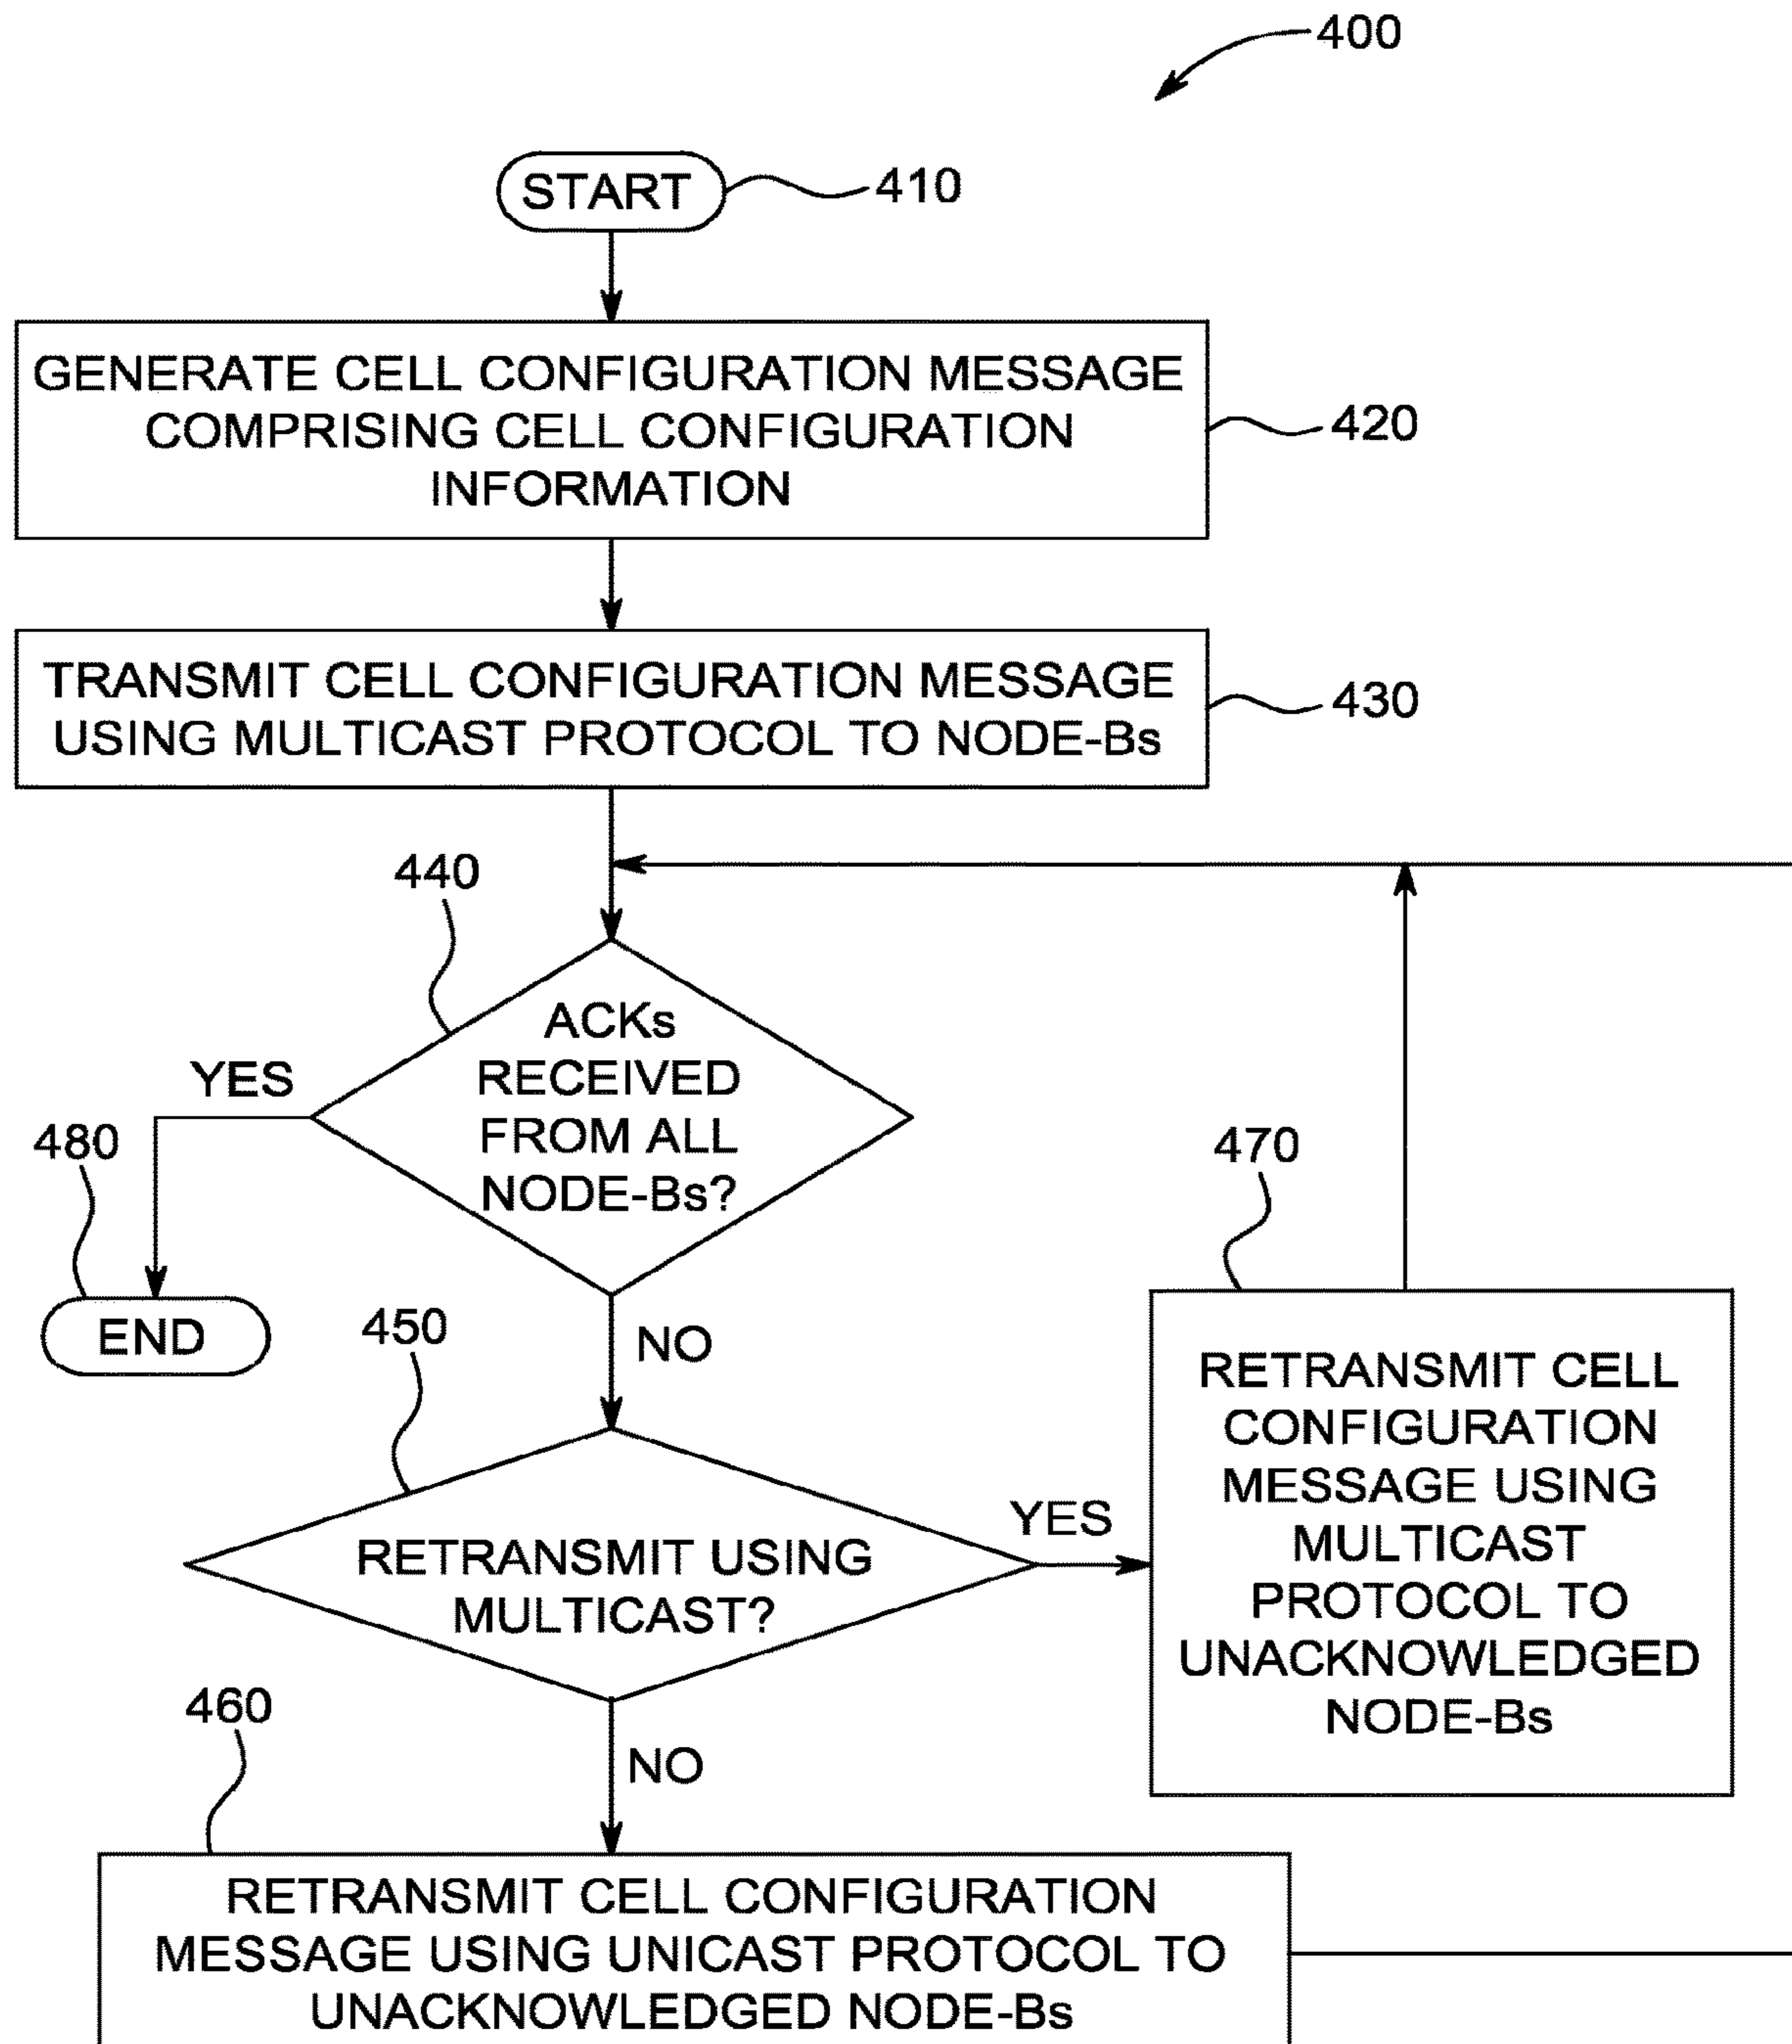 400
START
410
GENERATE CELL CONFIGURATION MESSAGE
COMPRISING CELL CONFIGURATION
INFORMATION
420
TRANSMIT CELL CONFIGURATION MESSAGE
USING MULTICAST PROTOCOL TO NODE-Bs
430
440
ACKs
RECEIVED
FROM ALL
NODE-Bs?
YES
480
END
NO
450
RETRANSMIT USING
MULTICAST?
YES
470
RETRANSMIT CELL
CONFIGURATION
MESSAGE USING
MULTICAST
PROTOCOL TO
UNACKNOWLEDGED
NODE-Bs
NO
460
RETRANSMIT CELL CONFIGURATION
MESSAGE USING UNICAST PROTOCOL TO
UNACKNOWLEDGED NODE-Bs